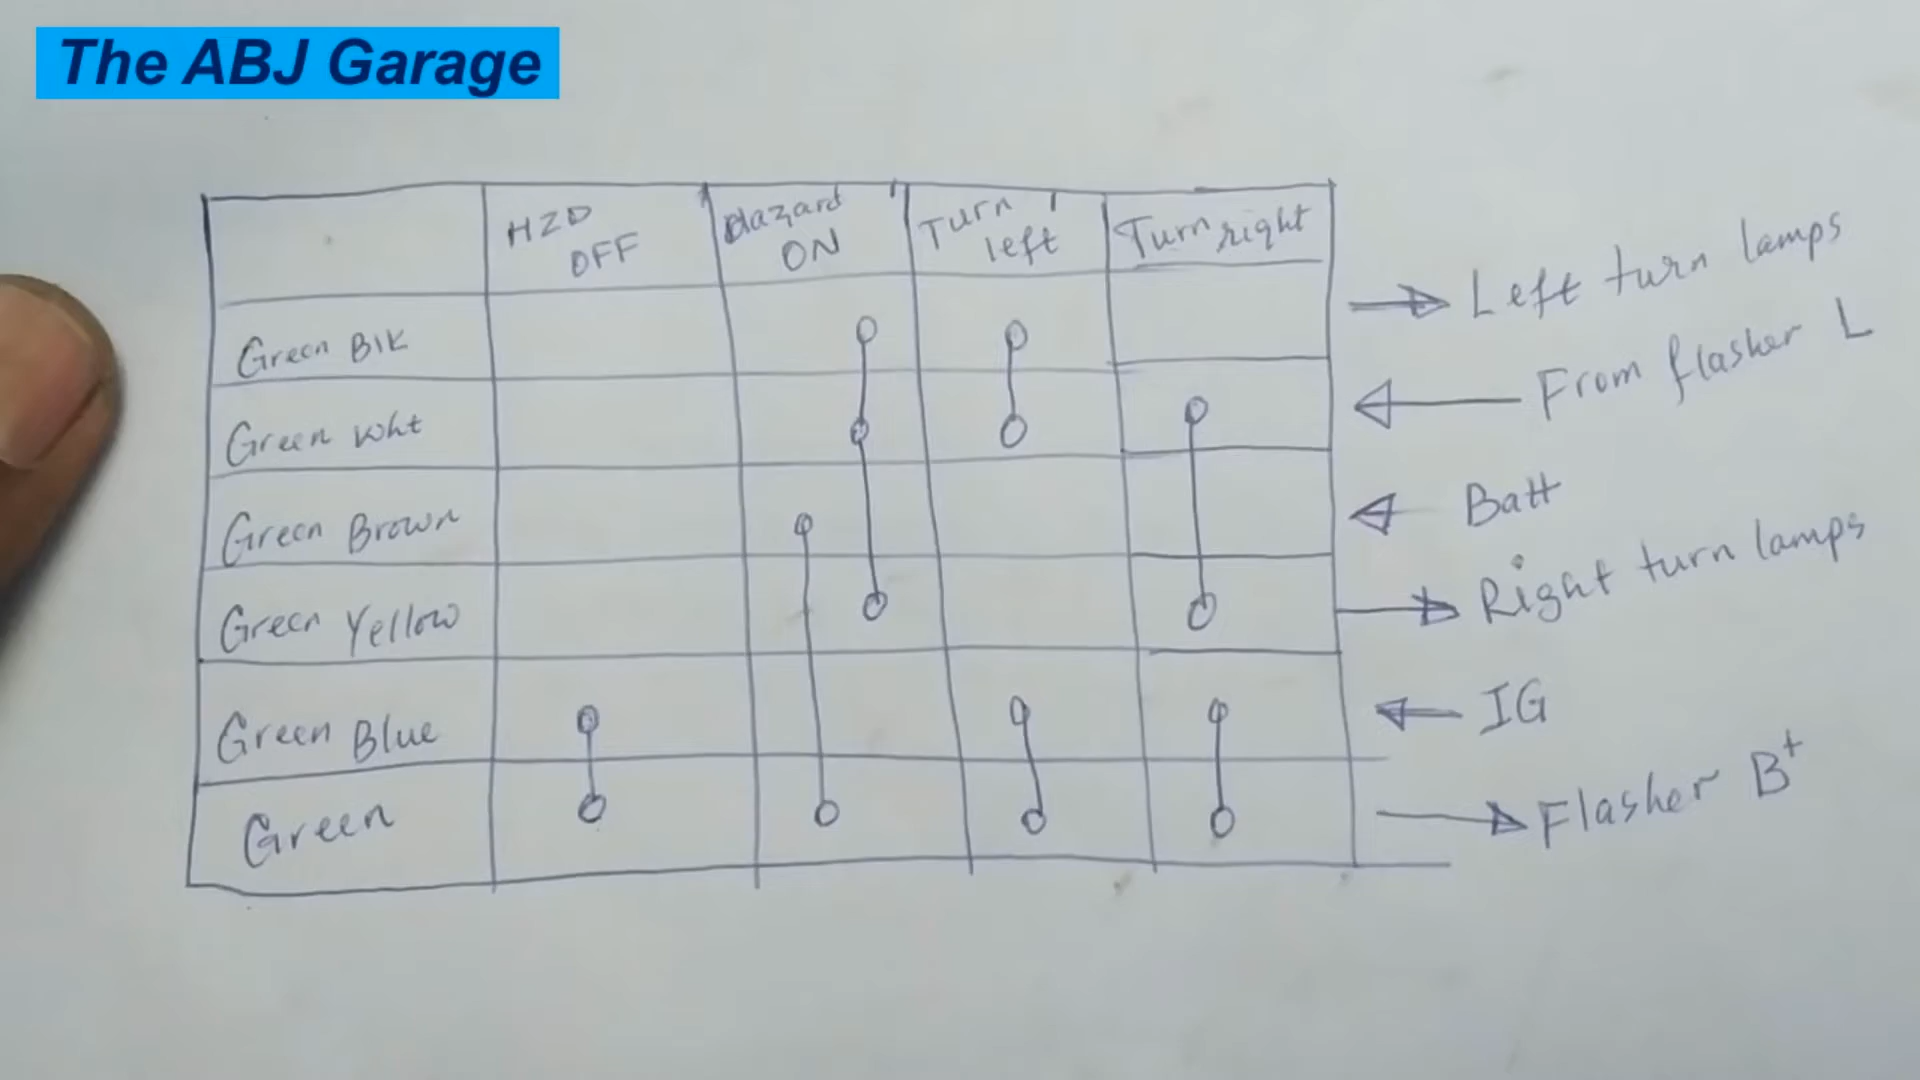 The ABJ Garage
HZD
OFF
Hazard
ON
Turn
left
Turn right
Green Blk
Green Wht
Green Brown
Green Yellow
Green Blue
Green
Left turn lamps
From flasher L
Batt
Right turn lamps
IG
Flasher B+